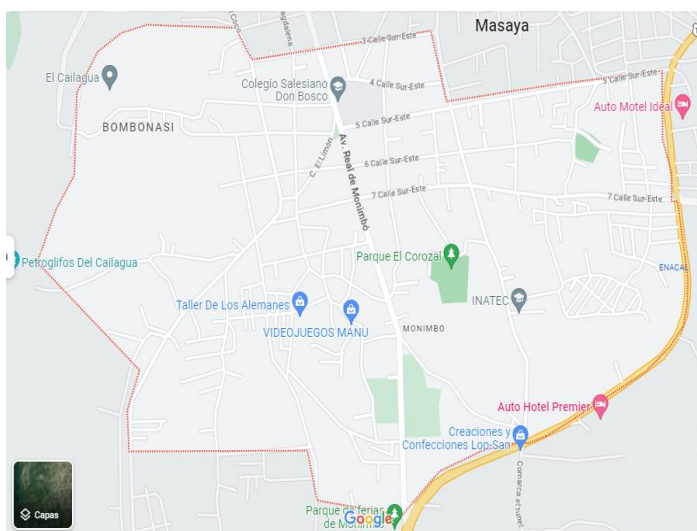 Masaya
3 Calle Sur-Este
El Cailagua
Colegio Salesiano
Don Bosco
4 Calle Sur-Este
5 Calle Sur-Este
Auto Motel Ideal
BOMBONASI
5 Calle Sur-Este
C. El Limón
Av. Real de Monimbó
6 Calle Sur-Este
7 Calle Sur-Este
7 Calle Sur-Este
Petroglifos Del Cailagua
Parque El Corozal
ENACAL
Taller De Los Alemanes
INATEC
VIDEOJUEGOS MANU
MONIMBO
Auto Hotel Premier
Creaciones y
Confecciones Lop-San
Capas
Parque de ferias
de Monimbó
Google